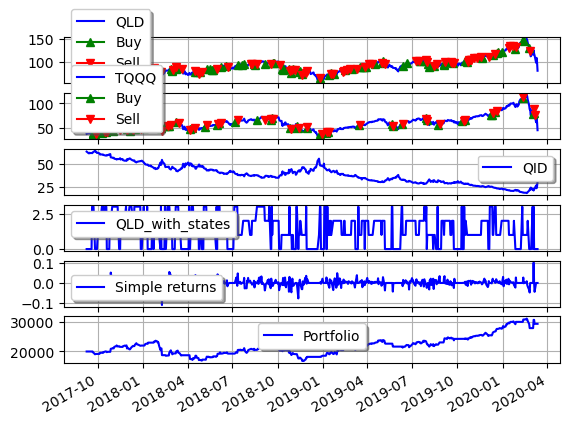 QLD
Buy
Sell
150
100
TQQQ
Buy
Sell
100
50
QID
50
25
QLD_with_states
2.5
0.0
Simple returns
0.1
0.0
−0.1
Portfolio
30000
20000
2017-10
2018-01
2018-04
2018-07
2018-10
2019-01
2019-04
2019-07
2019-10
2020-01
2020-04